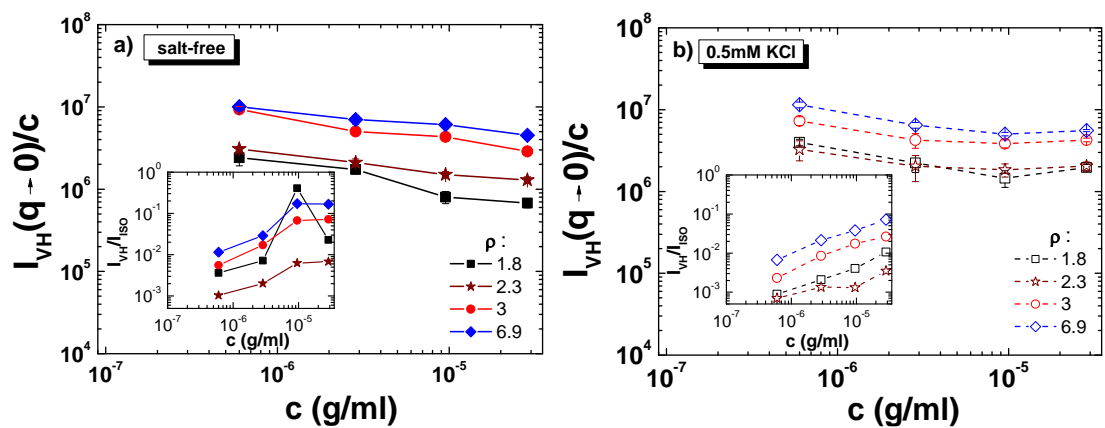 a) salt-free
I_VH(q→0)/c
10^8
10^7
10^6
10^5
10^4
10^-7 10^-6 10^-5
c (g/ml)
I_VH/I_ISO
10^0
10^-1
10^-2
10^-3
10^-7 10^-6 10^-5
c (g/ml)
ρ :
1.8
2.3
3
6.9
b) 0.5mM KCl
I_VH(q→0)/c
10^8
10^7
10^6
10^5
10^4
10^-7 10^-6 10^-5
c (g/ml)
I_VH/I_ISO
10^0
10^-1
10^-2
10^-3
10^-7 10^-6 10^-5
c (g/ml)
ρ :
1.8
2.3
3
6.9